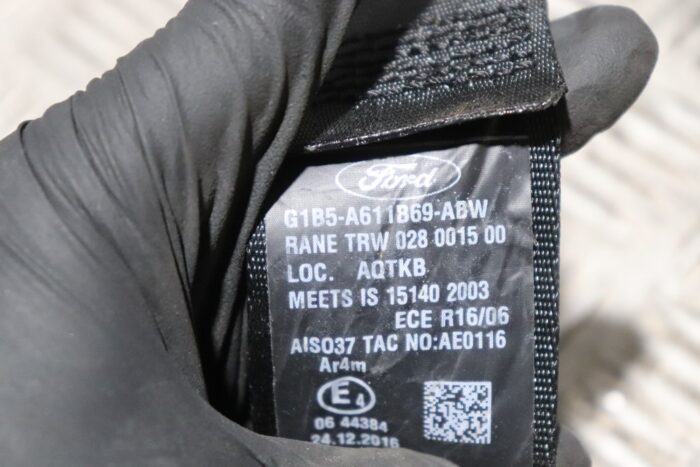 Ford
G1B5-A611B69-ABW
RANE TRW 028 0015 00
LOC. AQTKB
MEETS IS 15140 2003
ECE R16/06
AIS037 TAC NO:AE0116
Ar4m
E4
06 44384
24.12.2016